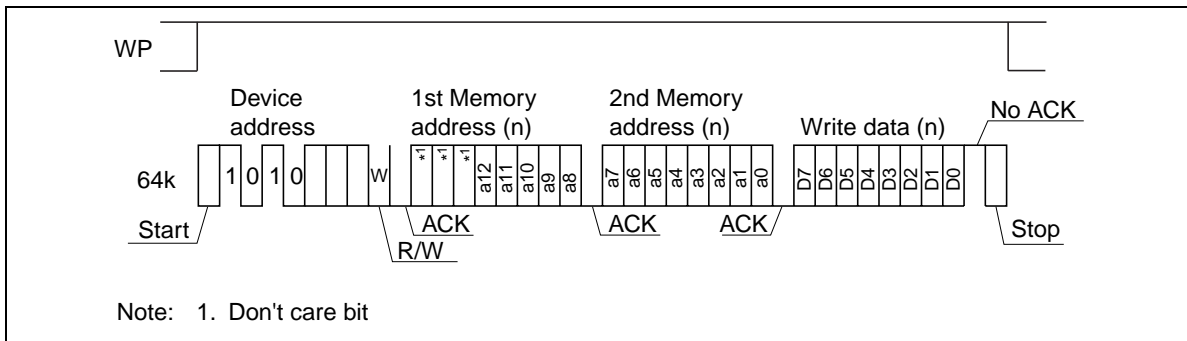 WP
Device address
1st Memory address (n)
2nd Memory address (n)
Write data (n)
No ACK
64k
1 0 1 0
W
*1 *1 *1 a12 a11 a10 a9 a8
a7 a6 a5 a4 a3 a2 a1 a0
D7 D6 D5 D4 D3 D2 D1 D0
Start
R/W
ACK
ACK
ACK
Stop
Note: 1. Don't care bit